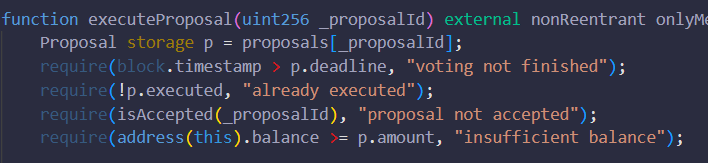 function executeProposal(uint256 _proposalId) external nonReentrant onlyMe
Proposal storage p = proposals[_proposalId];
require(block.timestamp > p.deadline, "voting not finished");
require(!p.executed, "already executed");
require(isAccepted(_proposalId), "proposal not accepted");
require(address(this).balance >= p.amount, "insufficient balance");